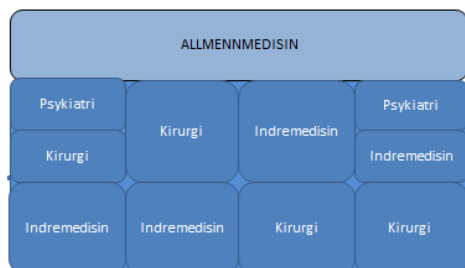 ALLMENNMEDISIN
Psykiatri
Kirurgi
Indremedisin
Psykiatri
Kirurgi
Indremedisin
Indremedisin
Indremedisin
Kirurgi
Kirurgi